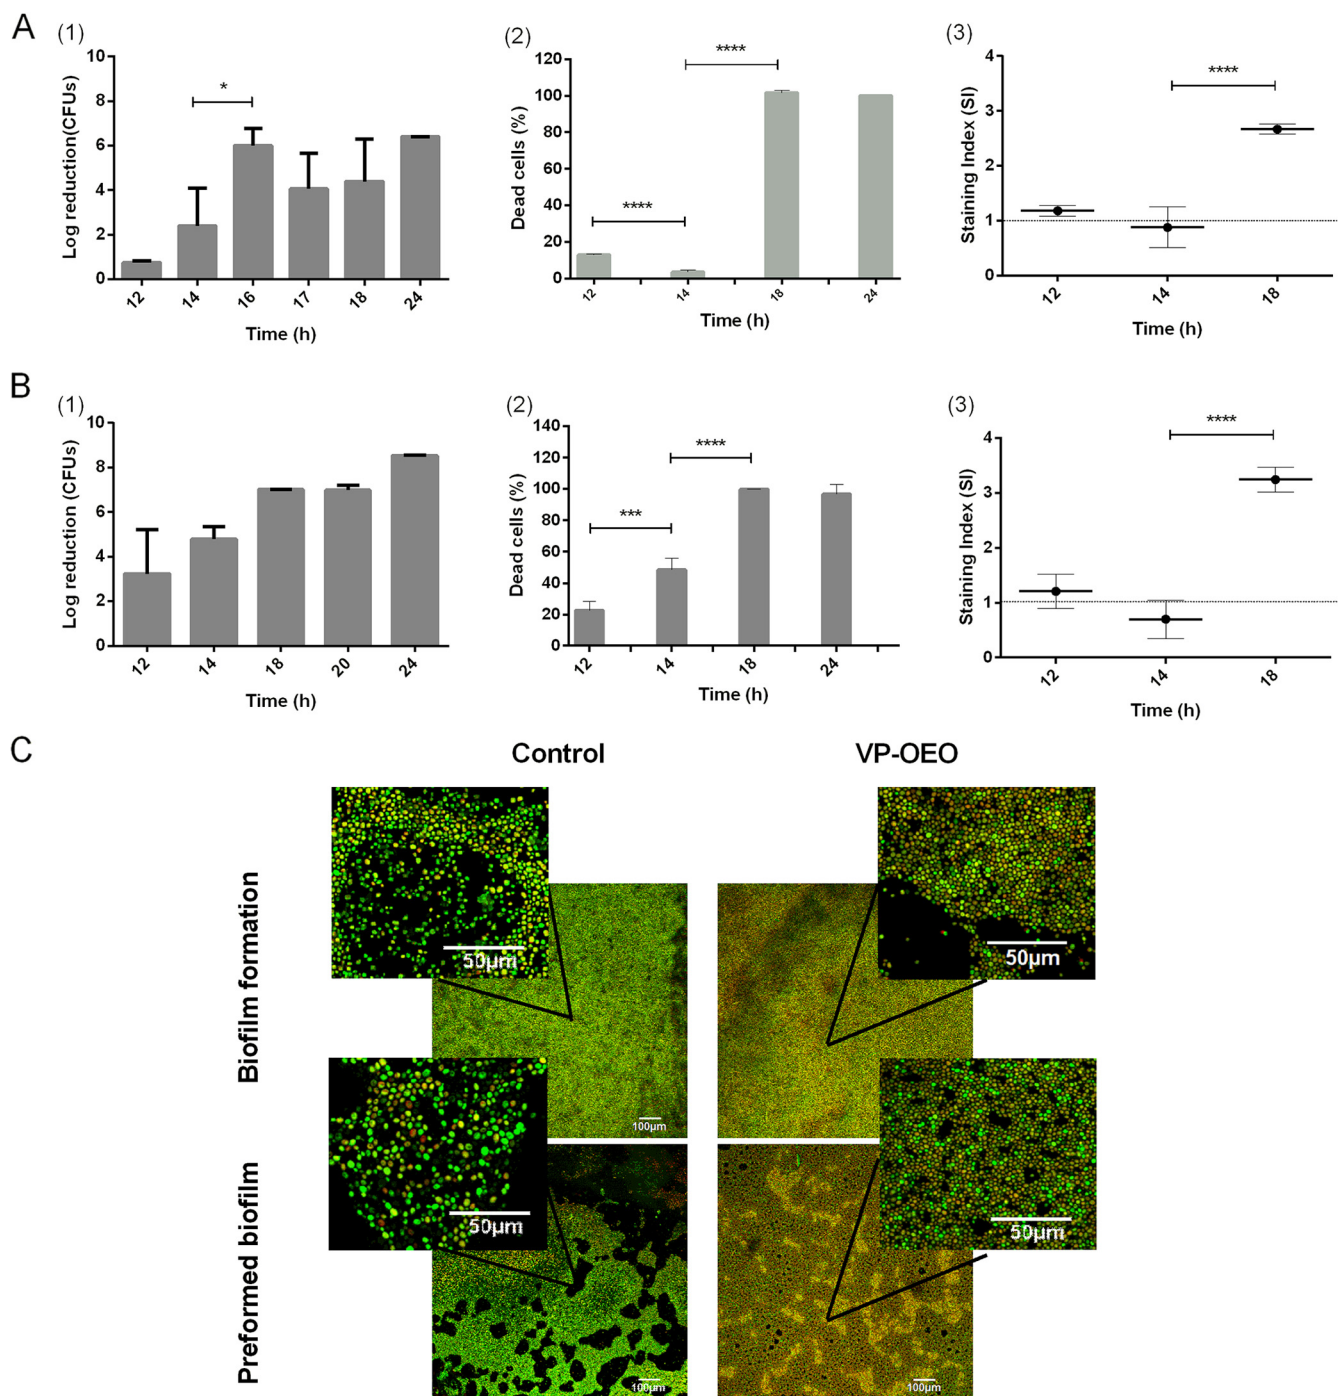 A
(1)
Log reduction(CFUs)
10
8
6
4
2
0
*
12 14 16 17 18 24
Time (h)
(2)
Dead cells (%)
120
100
80
60
40
20
0
****
****
12 14 18 24
Time (h)
(3)
Staining Index (SI)
4
3
2
1
0
****
12 14 18
Time (h)
B
(1)
Log reduction (CFUs)
10
8
6
4
2
0
12 14 18 20 24
Time (h)
(2)
Dead cells (%)
140
120
100
80
60
40
20
0
***
****
12 14 18 24
Time (h)
(3)
Staining Index (SI)
4
3
2
1
0
****
12 14 18
Time (h)
C
Control VP-OEO
Biofilm formation
50µm
50µm
100µm
Preformed biofilm
50µm
50µm
100µm
100µm